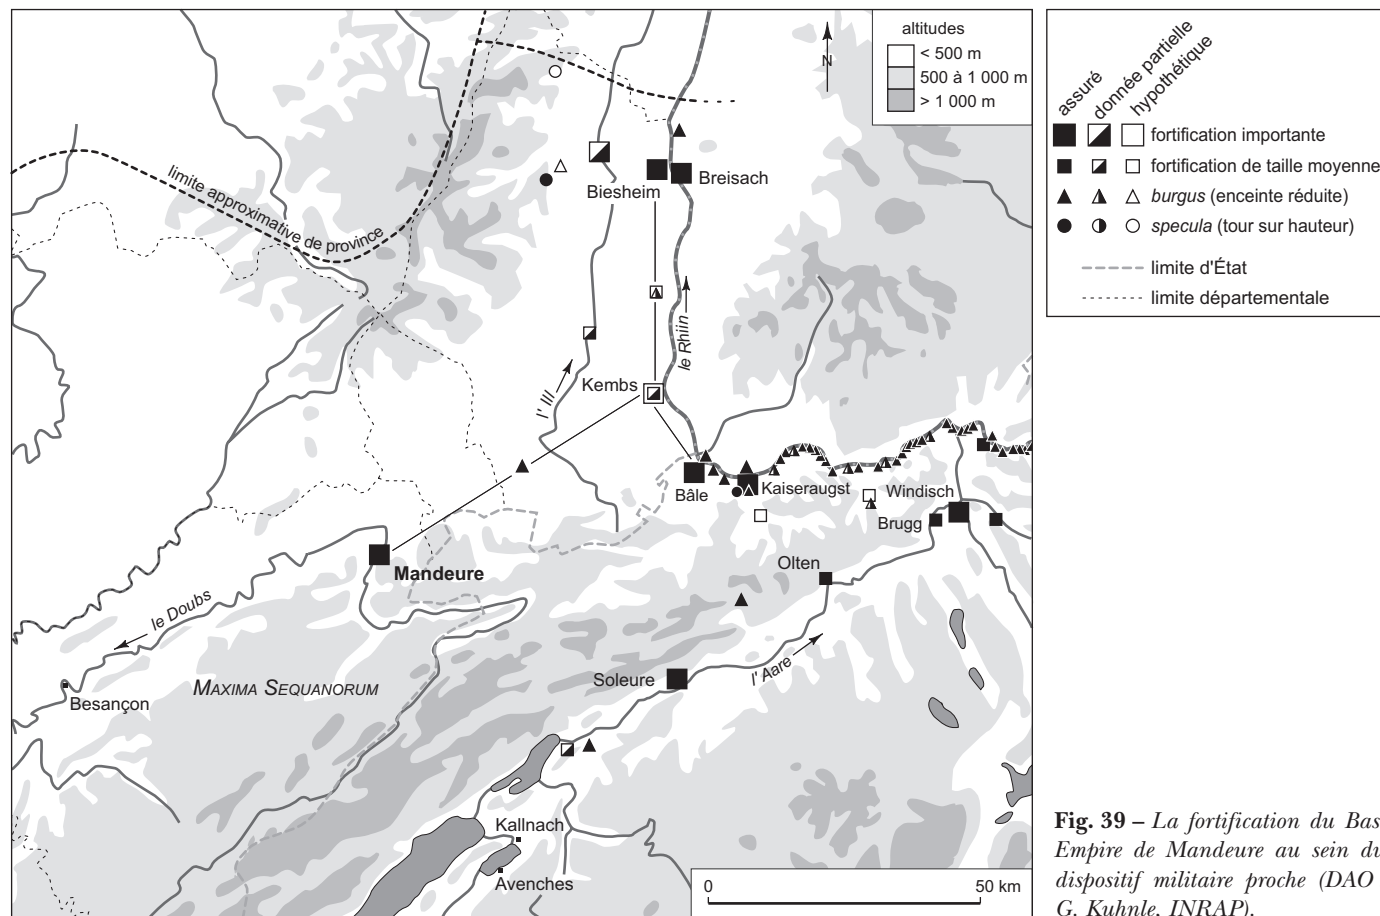 altitudes
< 500 m
500 à 1 000 m
> 1 000 m
N
limite approximative de province
Biesheim
Breisach
le Rhiin
l' Ill
Kembs
Bâle
Kaiseraugst
Windisch
Brugg
Olten
Mandeure
le Doubs
Besançon
MAXIMA SEQUANORUM
Soleure
l' Aare
Kallnach
Avenches
0 50 km
assuré
donnée partielle
hypothétique
fortification importante
fortification de taille moyenne
burgus (enceinte réduite)
specula (tour sur hauteur)
limite d'État
limite départementale
Fig. 39 – La fortification du Bas
Empire de Mandeure au sein du
dispositif militaire proche (DAO
G. Kuhnle, INRAP).